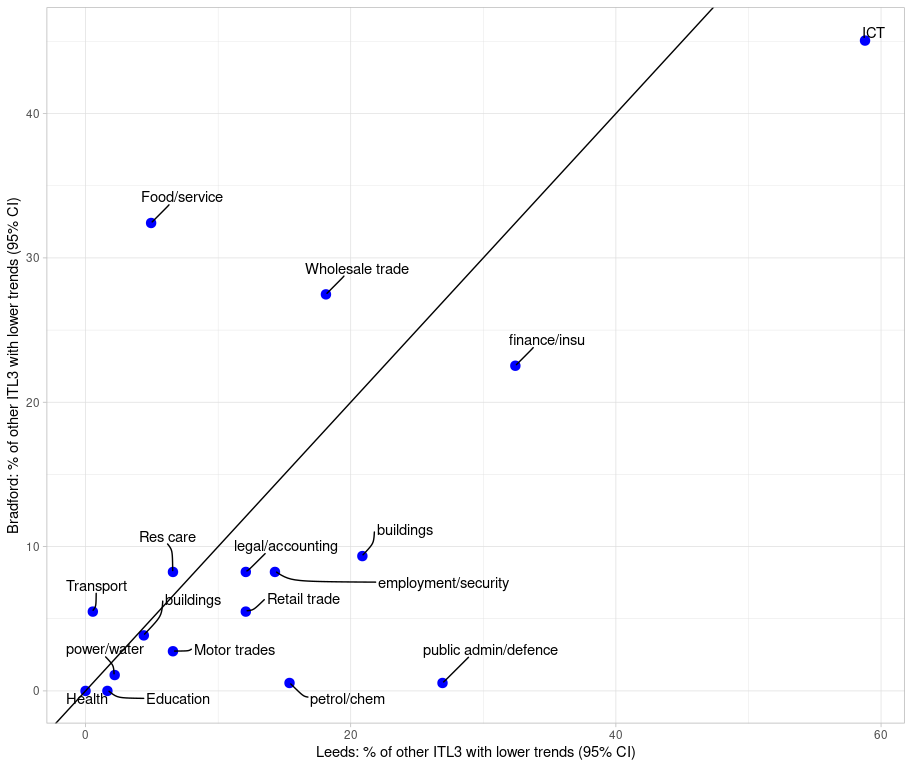 ICT
40
Food/service
30
Wholesale trade
finance/insu
20
Bradford: % of other ITL3 with lower trends (95% CI)
buildings
Res care
legal/accounting
10
employment/security
Transport
buildings
Retail trade
power/water
Motor trades
public admin/defence
0
Health
Education
petrol/chem
0
20
40
60
Leeds: % of other ITL3 with lower trends (95% CI)